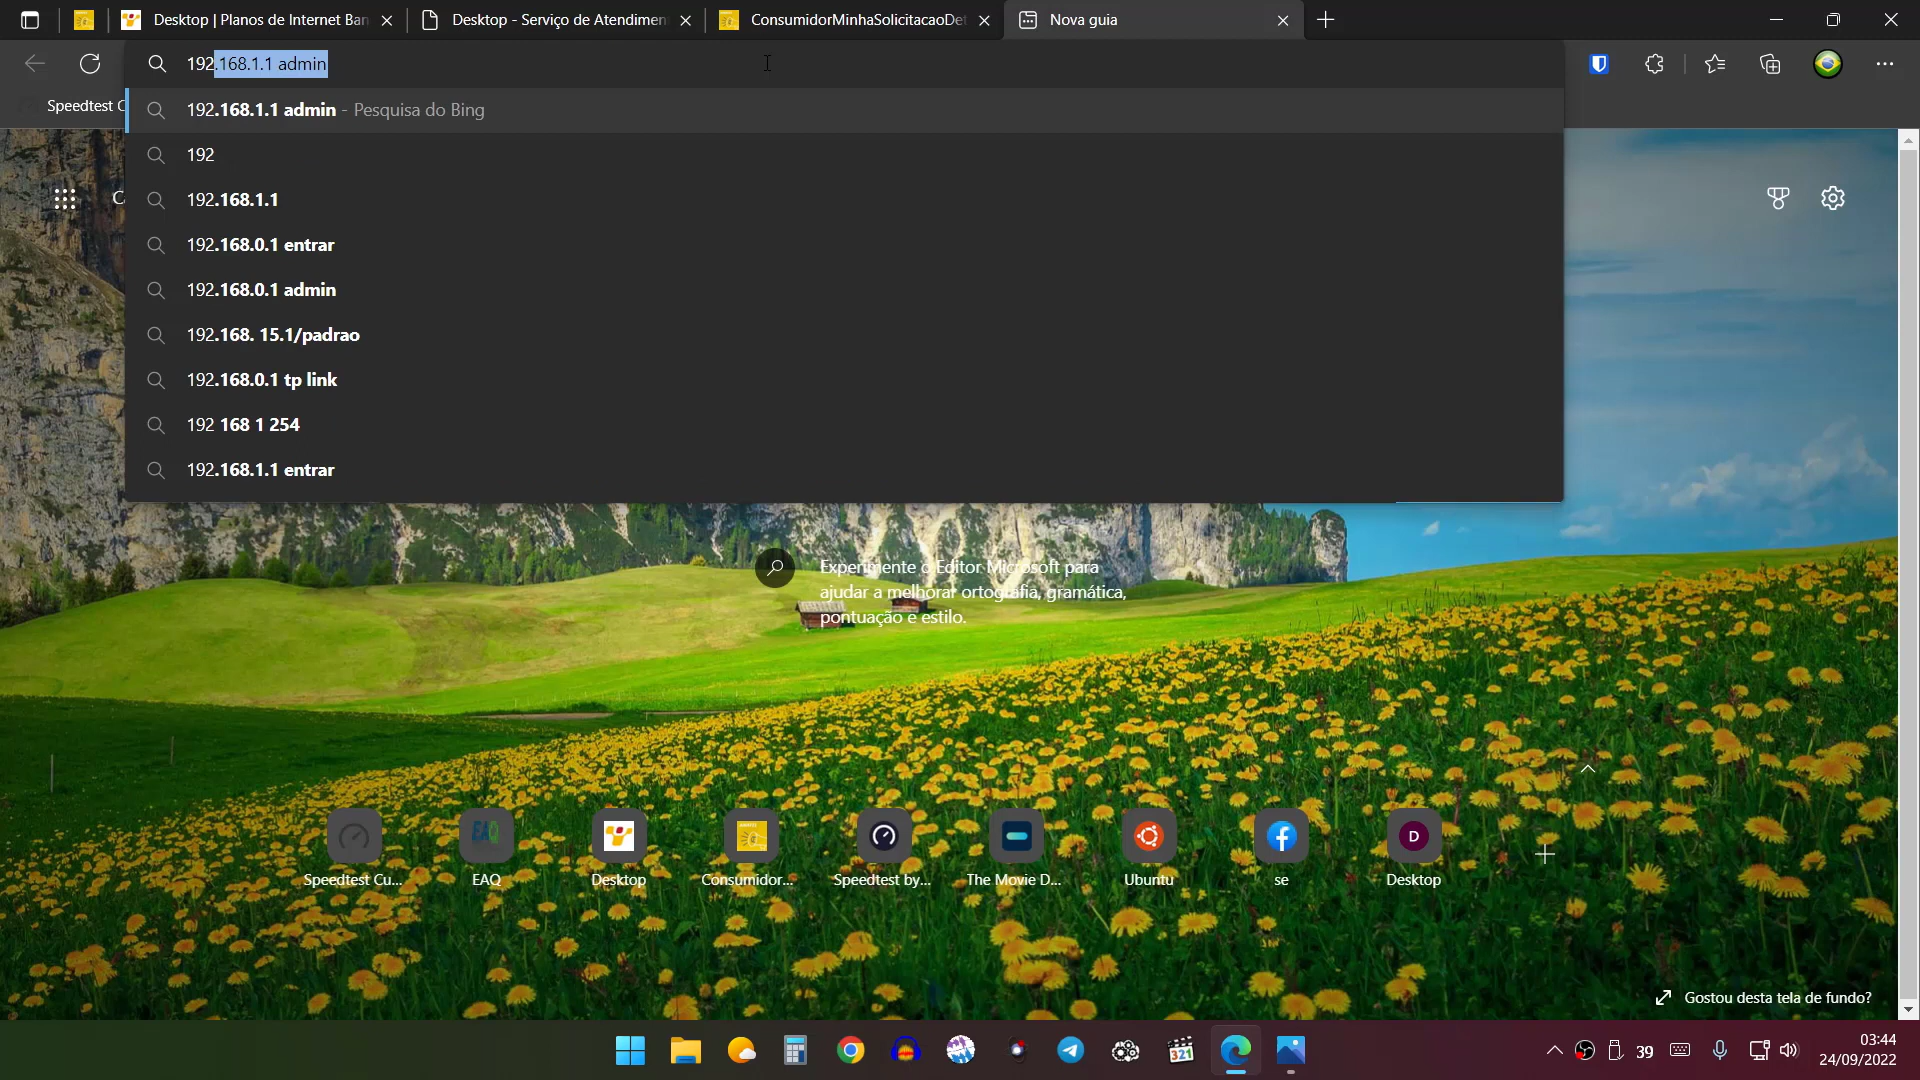 Desktop | Planos de Internet Ban
Desktop - Serviço de Atendimen
ConsumidorMinhaSolicitacaoDet
Nova guia
192.168.1.1 admin
Speedtest C
192.168.1.1 admin - Pesquisa do Bing
192
192.168.1.1
192.168.0.1 entrar
192.168.0.1 admin
192.168. 15.1/padrao
192.168.0.1 tp link
192 168 1 254
192.168.1.1 entrar
Experimente o Editor Microsoft para
ajudar a melhorar ortografia, gramática,
pontuação e estilo.
EAQ
D
Speedtest Cu...
EAQ
Desktop
Consumidor...
Speedtest by...
The Movie D...
Ubuntu
se
Desktop
Gostou desta tela de fundo?
321
39
03:44
24/09/2022